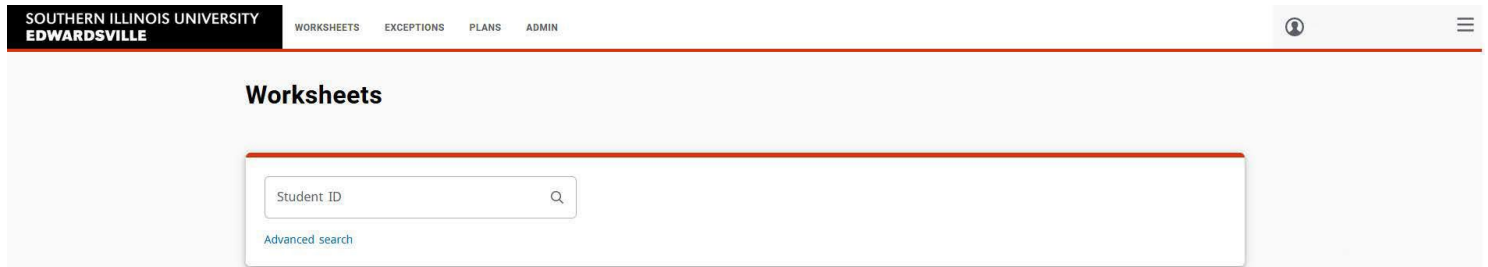 SOUTHERN ILLINOIS UNIVERSITY
EDWARDSVILLE
WORKSHEETS EXCEPTIONS PLANS ADMIN
Worksheets
Student ID
Advanced search